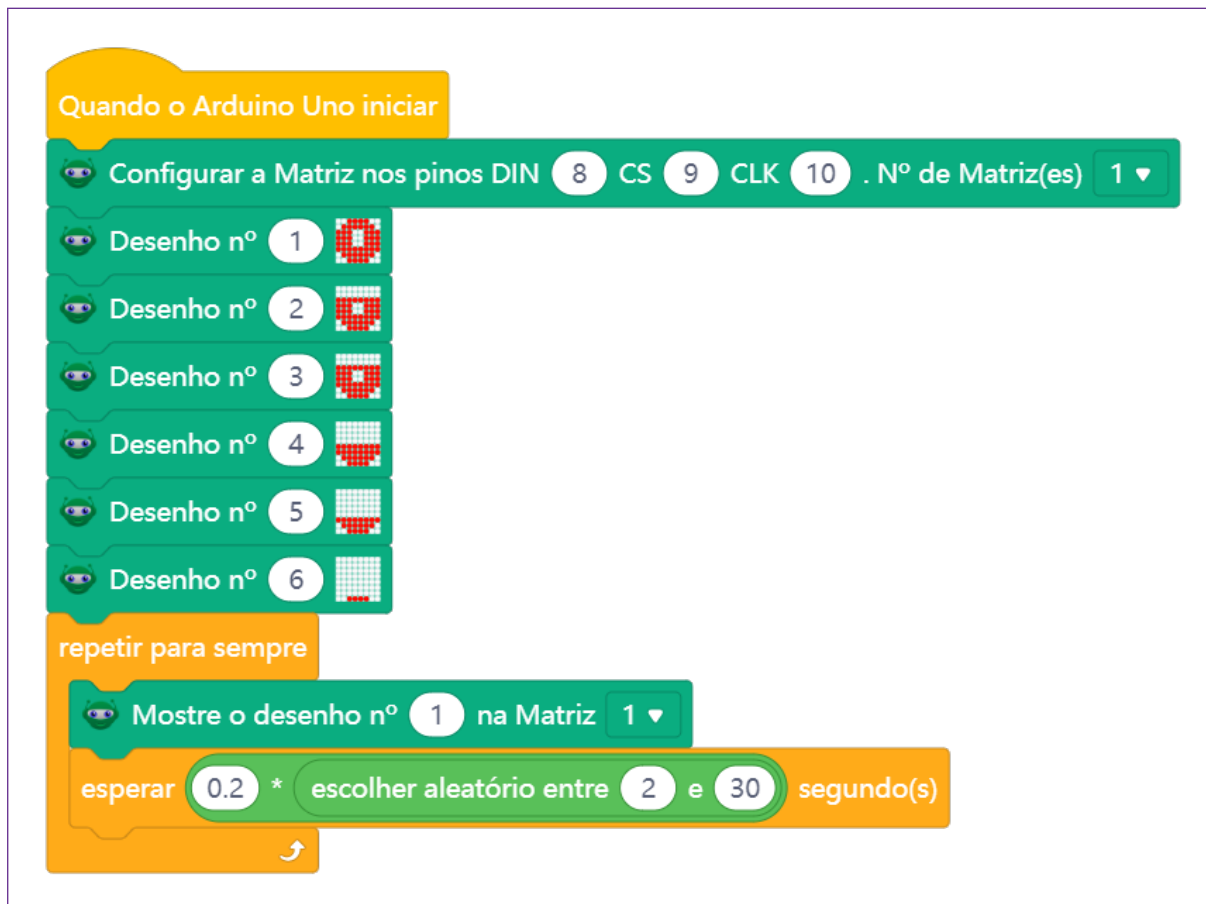 Quando o Arduino Uno iniciar
Configurar a Matriz nos pinos DIN 8 CS 9 CLK 10 . Nº de Matriz(es) 1
Desenho nº 1
Desenho nº 2
Desenho nº 3
Desenho nº 4
Desenho nº 5
Desenho nº 6
repetir para sempre
Mostre o desenho nº 1 na Matriz 1
esperar 0.2 * escolher aleatório entre 2 e 30 segundo(s)